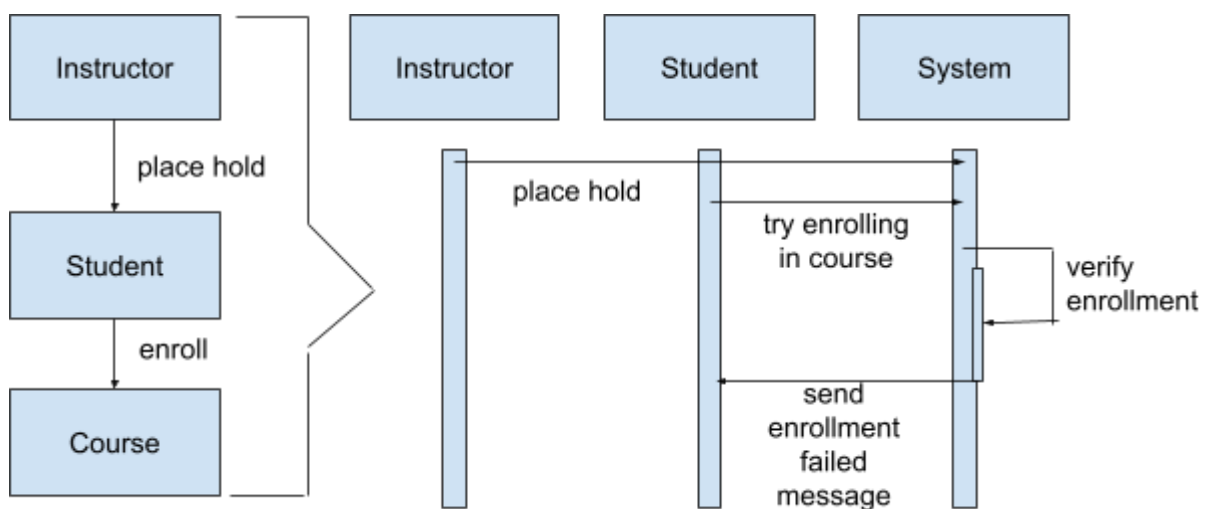 Instructor
place hold
Student
enroll
Course
Instructor
Student
System
place hold
try enrolling
in course
verify
enrollment
send
enrollment
failed
message